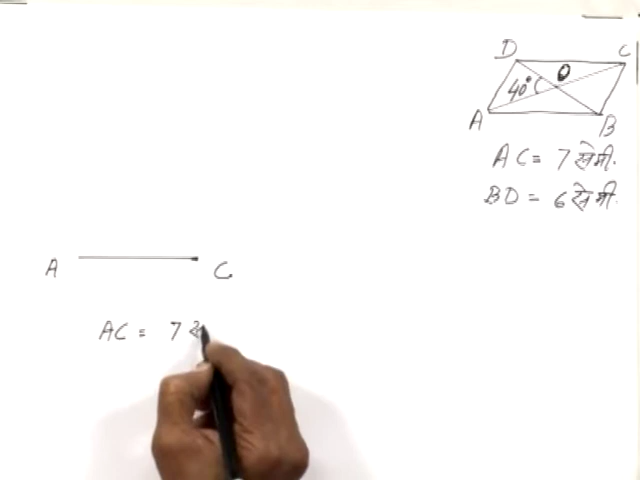 D C
O
40°
A B
AC = 7 सेमी.
BD = 6 सेमी.
A C
AC = 7